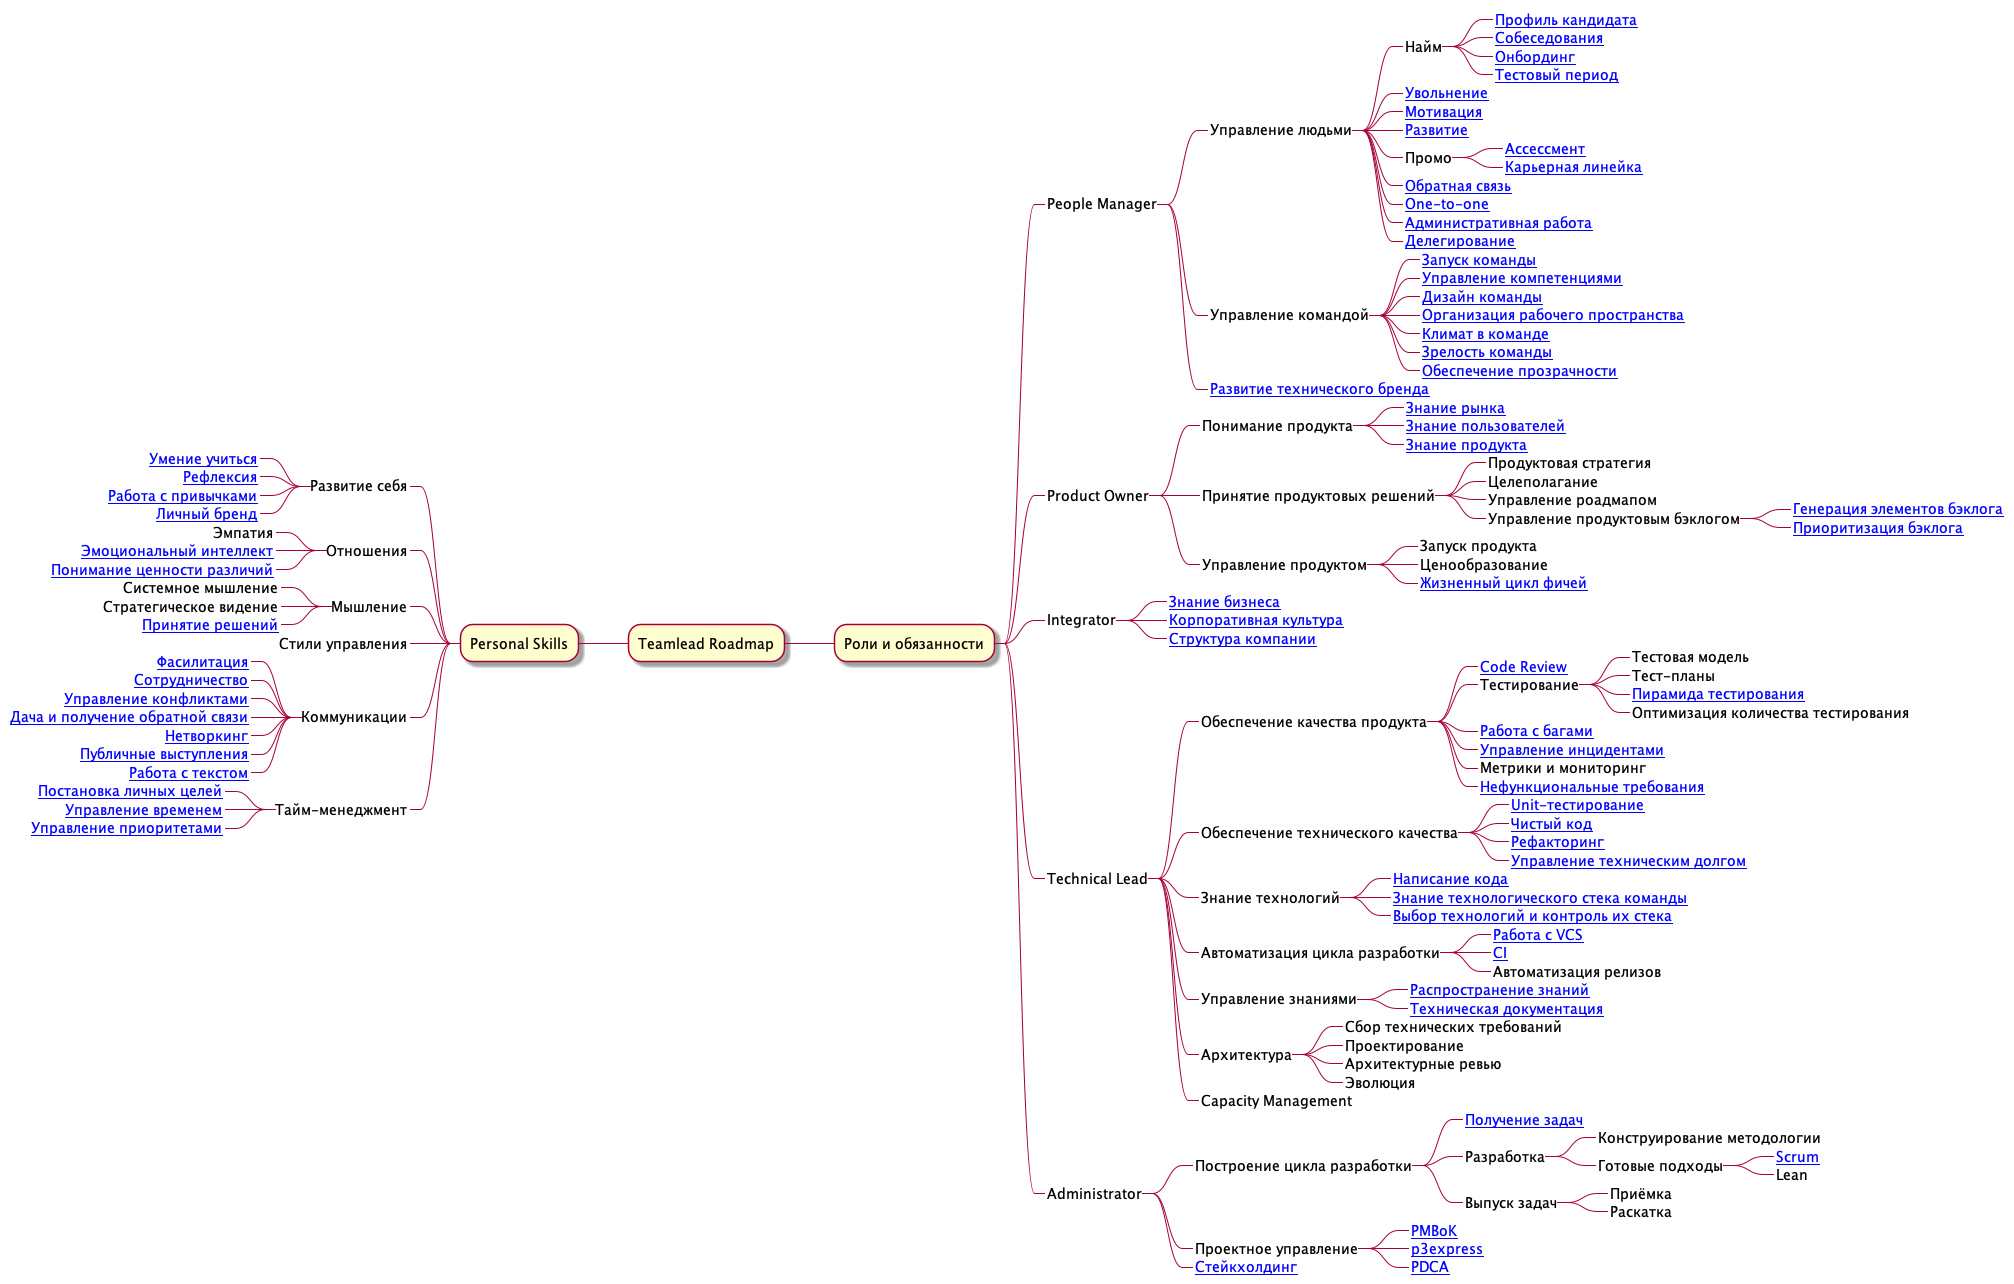 Teamlead Roadmap
Personal Skills
Развитие себя
Умение учиться
Рефлексия
Работа с привычками
Личный бренд
Отношения
Эмпатия
Эмоциональный интеллект
Понимание ценности различий
Мышление
Системное мышление
Стратегическое видение
Принятие решений
Стили управления
Коммуникации
Фасилитация
Сотрудничество
Управление конфликтами
Дача и получение обратной связи
Нетворкинг
Публичные выступления
Работа с текстом
Тайм-менеджмент
Постановка личных целей
Управление временем
Управление приоритетами
Роли и обязанности
People Manager
Управление людьми
Найм
Профиль кандидата
Собеседования
Онбординг
Тестовый период
Увольнение
Мотивация
Развитие
Промо
Ассессмент
Карьерная линейка
Обратная связь
One-to-one
Административная работа
Делегирование
Управление командой
Запуск команды
Управление компетенциями
Дизайн команды
Организация рабочего пространства
Климат в команде
Зрелость команды
Обеспечение прозрачности
Развитие технического бренда
Product Owner
Понимание продукта
Знание рынка
Знание пользователей
Знание продукта
Принятие продуктовых решений
Продуктовая стратегия
Целеполагание
Управление роадмапом
Управление продуктовым бэклогом
Генерация элементов бэклога
Приоритизация бэклога
Управление продуктом
Запуск продукта
Ценообразование
Жизненный цикл фичей
Integrator
Знание бизнеса
Корпоративная культура
Структура компании
Technical Lead
Обеспечение качества продукта
Code Review
Тестирование
Тестовая модель
Тест-планы
Пирамида тестирования
Оптимизация количества тестирования
Работа с багами
Управление инцидентами
Метрики и мониторинг
Нефункциональные требования
Обеспечение технического качества
Unit-тестирование
Чистый код
Рефакторинг
Управление техническим долгом
Знание технологий
Написание кода
Знание технологического стека команды
Выбор технологий и контроль их стека
Автоматизация цикла разработки
Работа с VCS
CI
Автоматизация релизов
Управление знаниями
Распространение знаний
Техническая документация
Архитектура
Сбор технических требований
Проектирование
Архитектурные ревью
Эволюция
Capacity Management
Administrator
Построение цикла разработки
Получение задач
Разработка
Конструирование методологии
Готовые подходы
Scrum
Lean
Выпуск задач
Приёмка
Раскатка
Проектное управление
PMBoK
p3express
PDCA
Стейкхолдинг